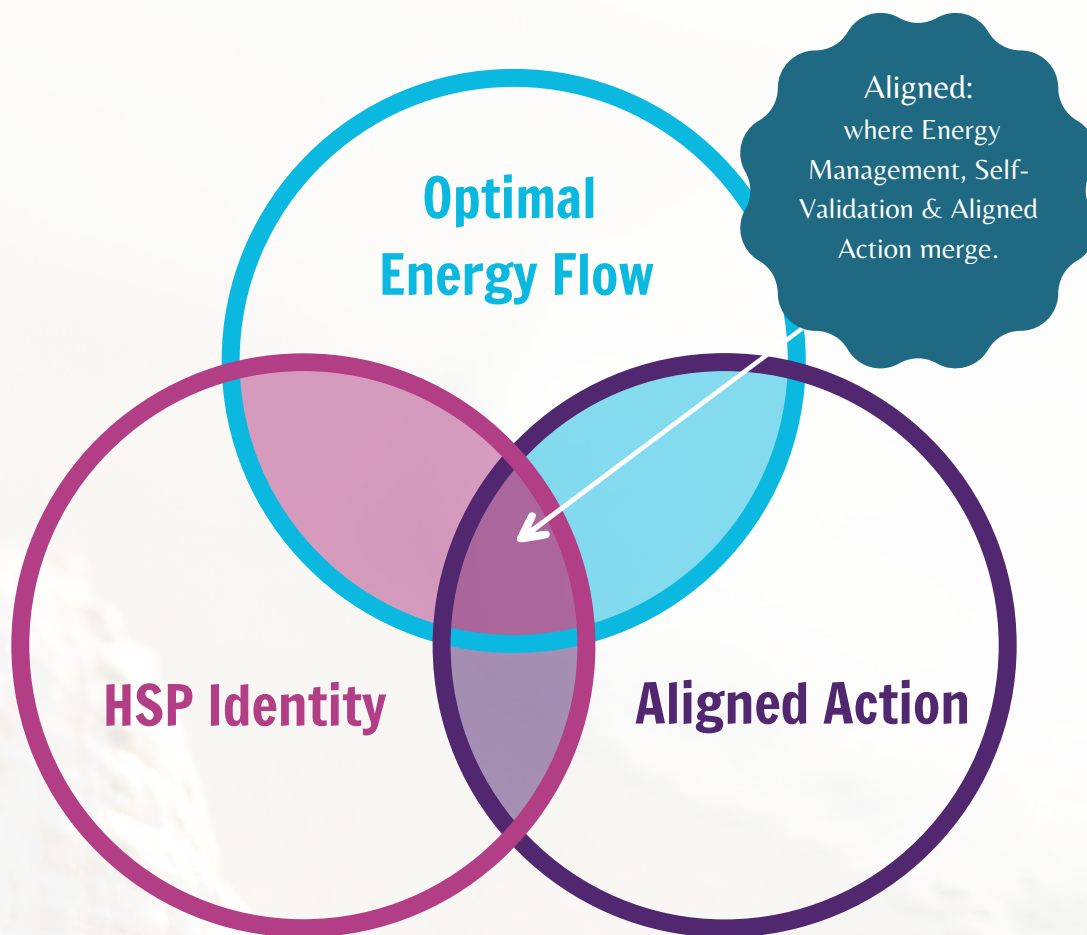 Aligned:
where Energy
Management, Self-
Validation & Aligned
Action merge.
Optimal
Energy Flow
HSP Identity
Aligned Action